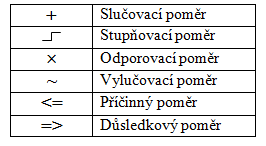 + Slučovací poměr
Stupňovací poměr
× Odporovací poměr
~ Vylučovací poměr
<= Příčinný poměr
=> Důsledkový poměr